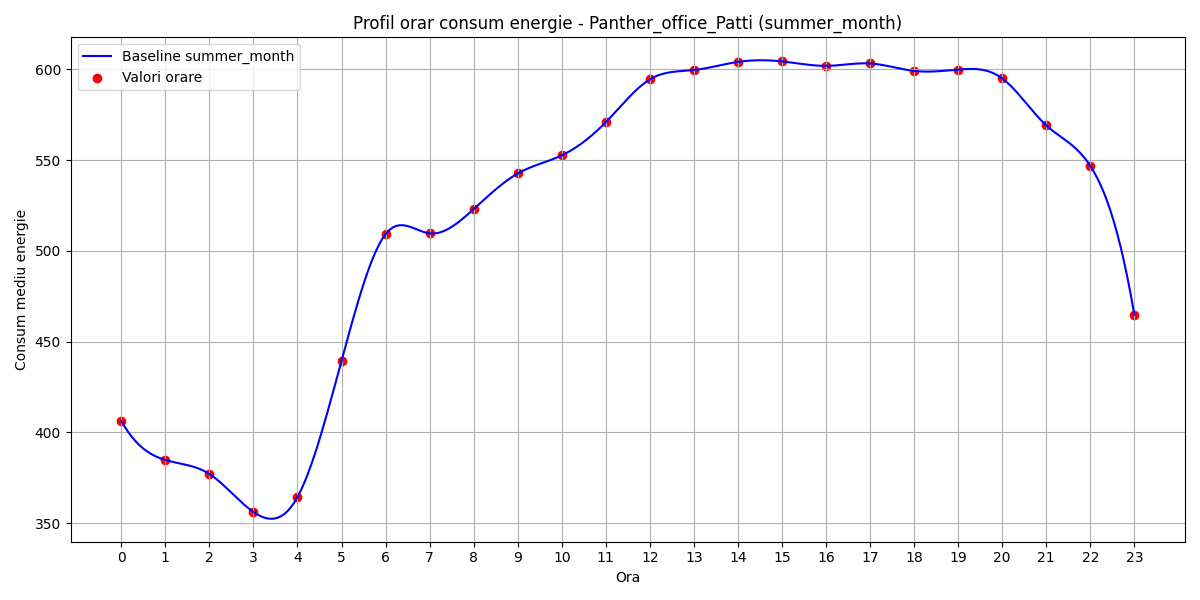 Profil orar consum energie - Panther_office_Patti (summer_month)
Baseline summer_month
Valori orare
Consum mediu energie
600
550
500
450
400
350
0 1 2 3 4 5 6 7 8 9 10 11 12 13 14 15 16 17 18 19 20 21 22 23
Ora